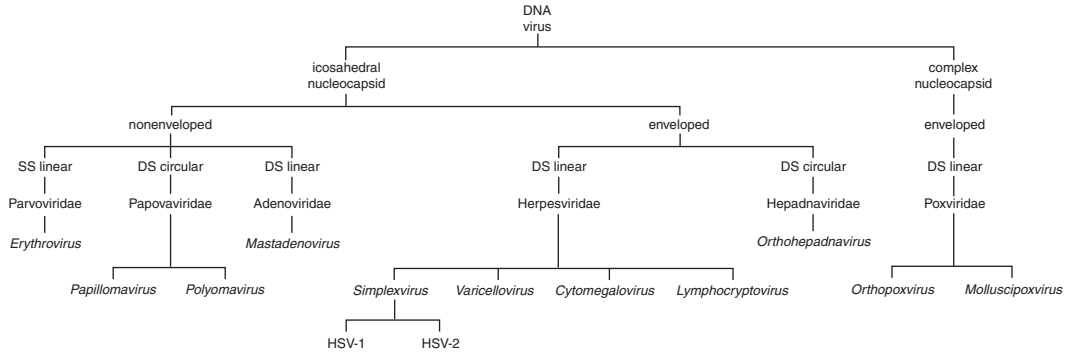 DNA
virus
icosahedral
nucleocapsid
complex
nucleocapsid
nonenveloped
enveloped
enveloped
SS linear
DS circular
DS linear
DS linear
DS circular
DS linear
Parvoviridae
Papovaviridae
Adenoviridae
Herpesviridae
Hepadnaviridae
Poxviridae
Erythrovirus
Mastadenovirus
Orthohepadnavirus
Papillomavirus
Polyomavirus
Simplexvirus
Varicellovirus
Cytomegalovirus
Lymphocryptovirus
Orthopoxvirus
Molluscipoxvirus
HSV-1
HSV-2